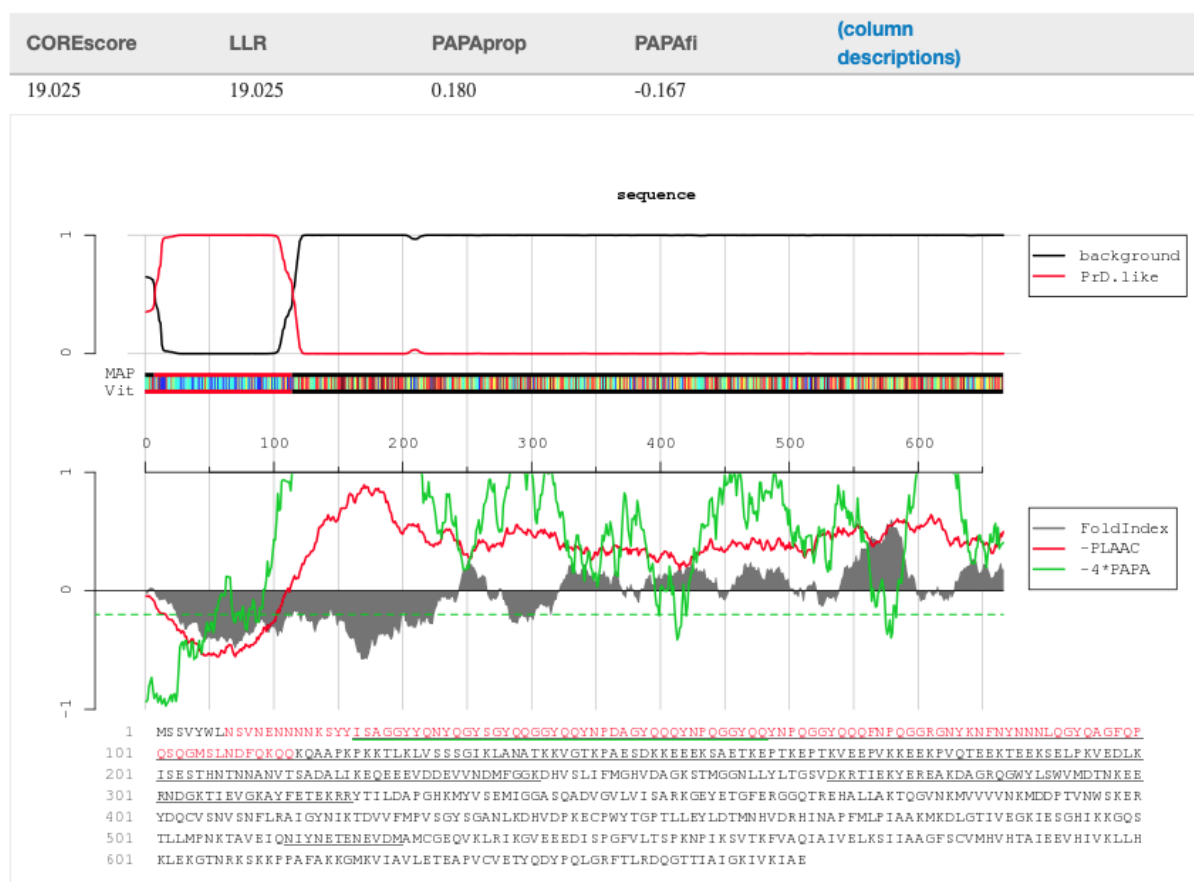 COREscore LLR PAPAprop PAPAfi (column descriptions)
19.025 19.025 0.180 -0.167
sequence
1
0
background
PrD.like
MAP
Vit
0 100 200 300 400 500 600
1
0
-1
FoldIndex
-PLAAC
-4*PAPA
1 MSSVYWLNSVNENNNNKSYYISAGGYYQNYQGYSGYQQGGYQQYNPDAGYQQQYNPQGGYQQYNPQGGYQQQFNPQGGRGNYKNFNYNNNLQGYQAGFQP
101 QSQGMSLNDFQKQQKQAAPKPKKTLKLVSSSGIKLANATKKVGTKPAESDKKEEEKSAETKEPTKEPTKVEEPVKKEEKPVQTEEKTEEKSELPKVEDLK
201 ISESTHNTNNANVTSADALIKEQEEEVDDEVVNDMFGGKDHVSLIFMGHVDAGKSTMGGNLLYLTGSVDKRTIEKYEREAKDAGRQGWYLSWVMDTNKEE
301 RNDGKTIEVGKAYFETEKRRYTILDAPGHKMYVSEMIGGASQADVGVLVISARKGEYETGFERGGQTREHALLAKTQGVNKMVVVVNKMDDPTVNWSKER
401 YDQCVSNVSNFLRAIGYNIKTDVVFMPVSGYSGANLKDHVDPKECPWYTGPTLLEYLDTMNHVDRHINAPFMLPIAAKMKDLGTIVEGKIESGHIKKGQS
501 TLLMPNKTAVEIQNIYNETENEVDMAMCGEQVKLRIKGVEEEDISPGFVLTSPKNPIKSVTKFVAQIAIVELKSIIAAGFSCVMHVHTAIEEVHIVKLLH
601 KLEKGTNRKSKKPPAFAKKGMKVIAVLETEAPVCVETYQDYPQLGRFTLRDQGTTIAIGKIVKIAE